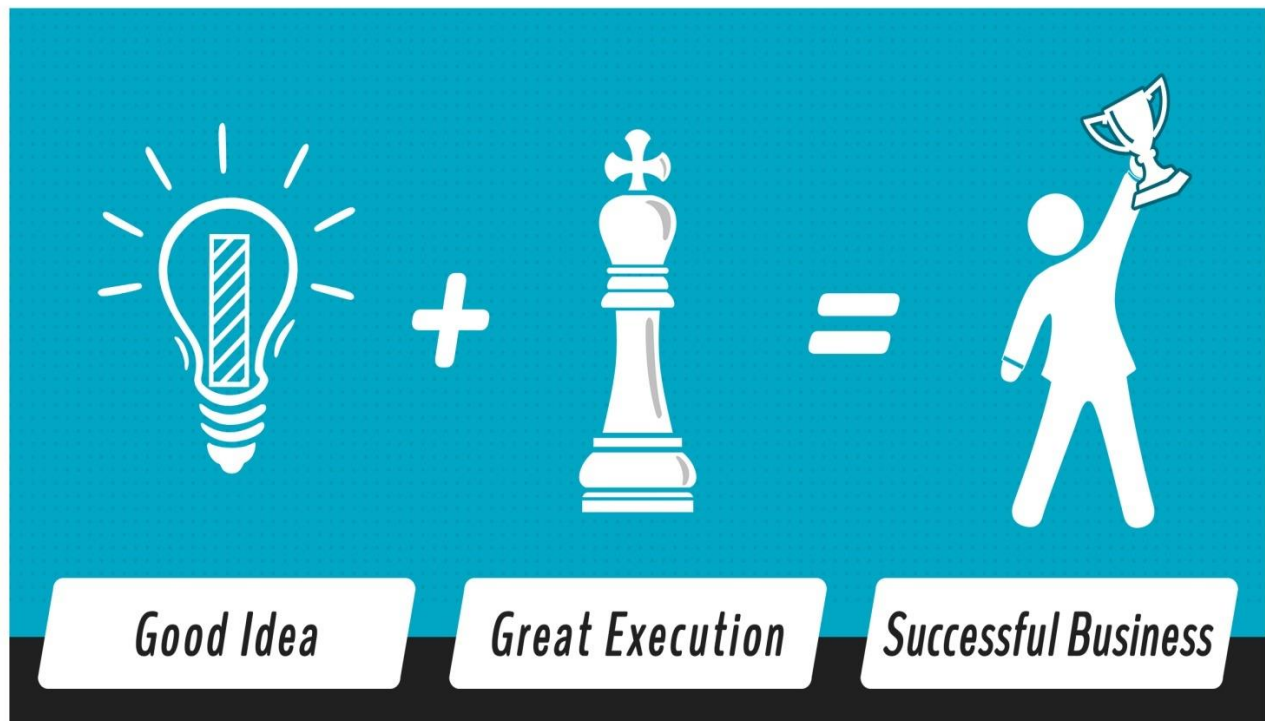 +
=
Good Idea
Great Execution
Successful Business